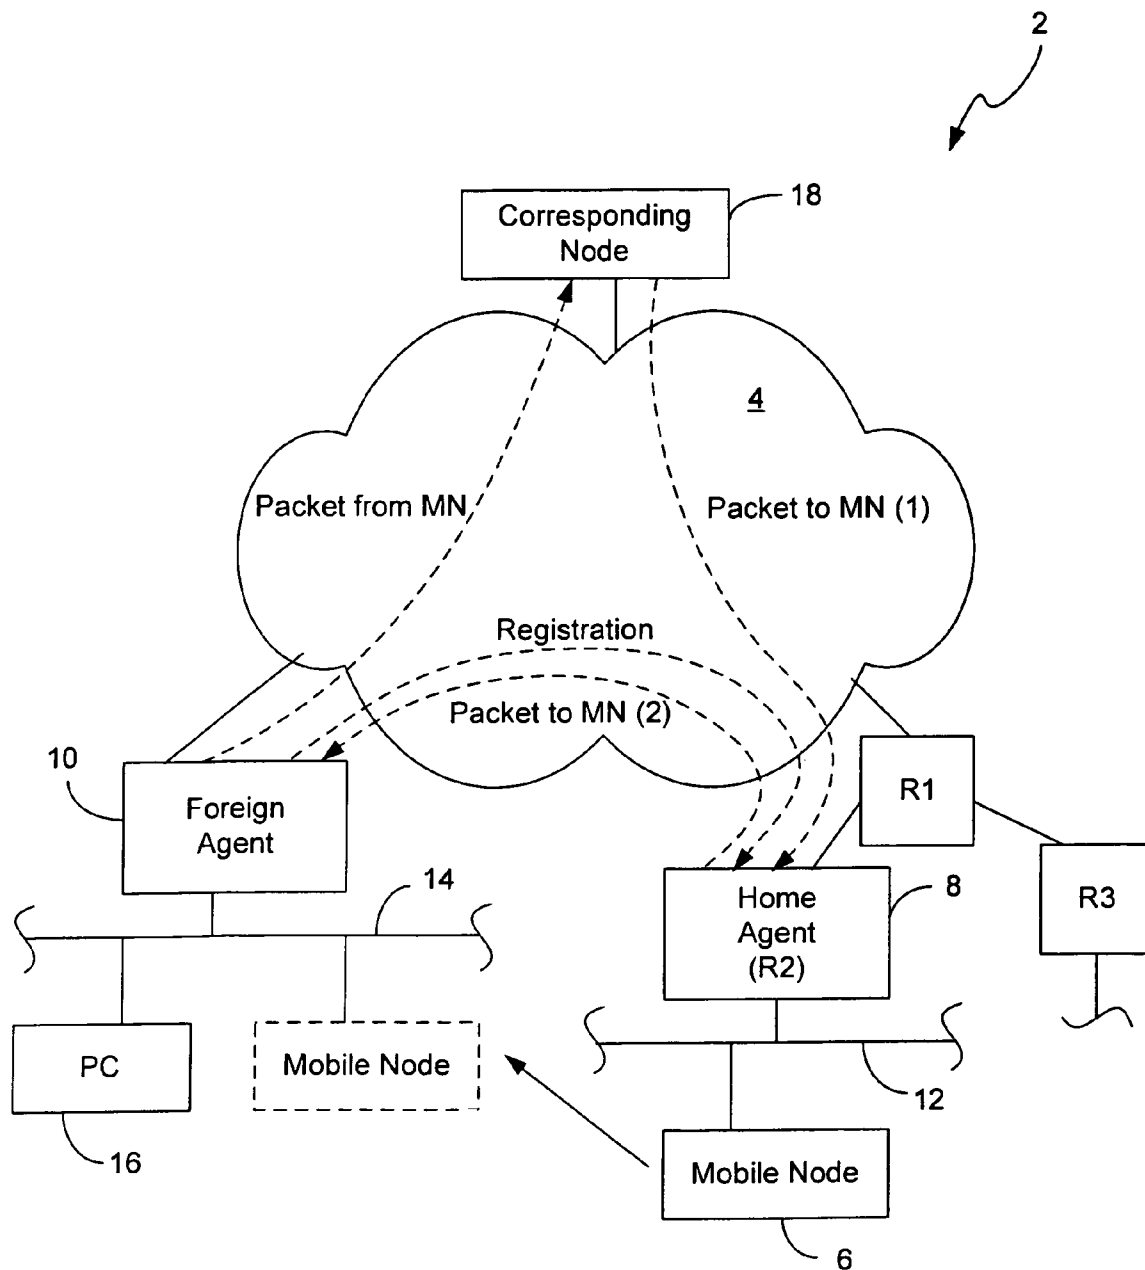 2
18
Corresponding
Node
4
Packet from MN
Packet to MN (1)
Registration
Packet to MN (2)
10
Foreign
Agent
R1
14
8
Home
Agent
(R2)
R3
PC
Mobile Node
12
16
Mobile Node
6